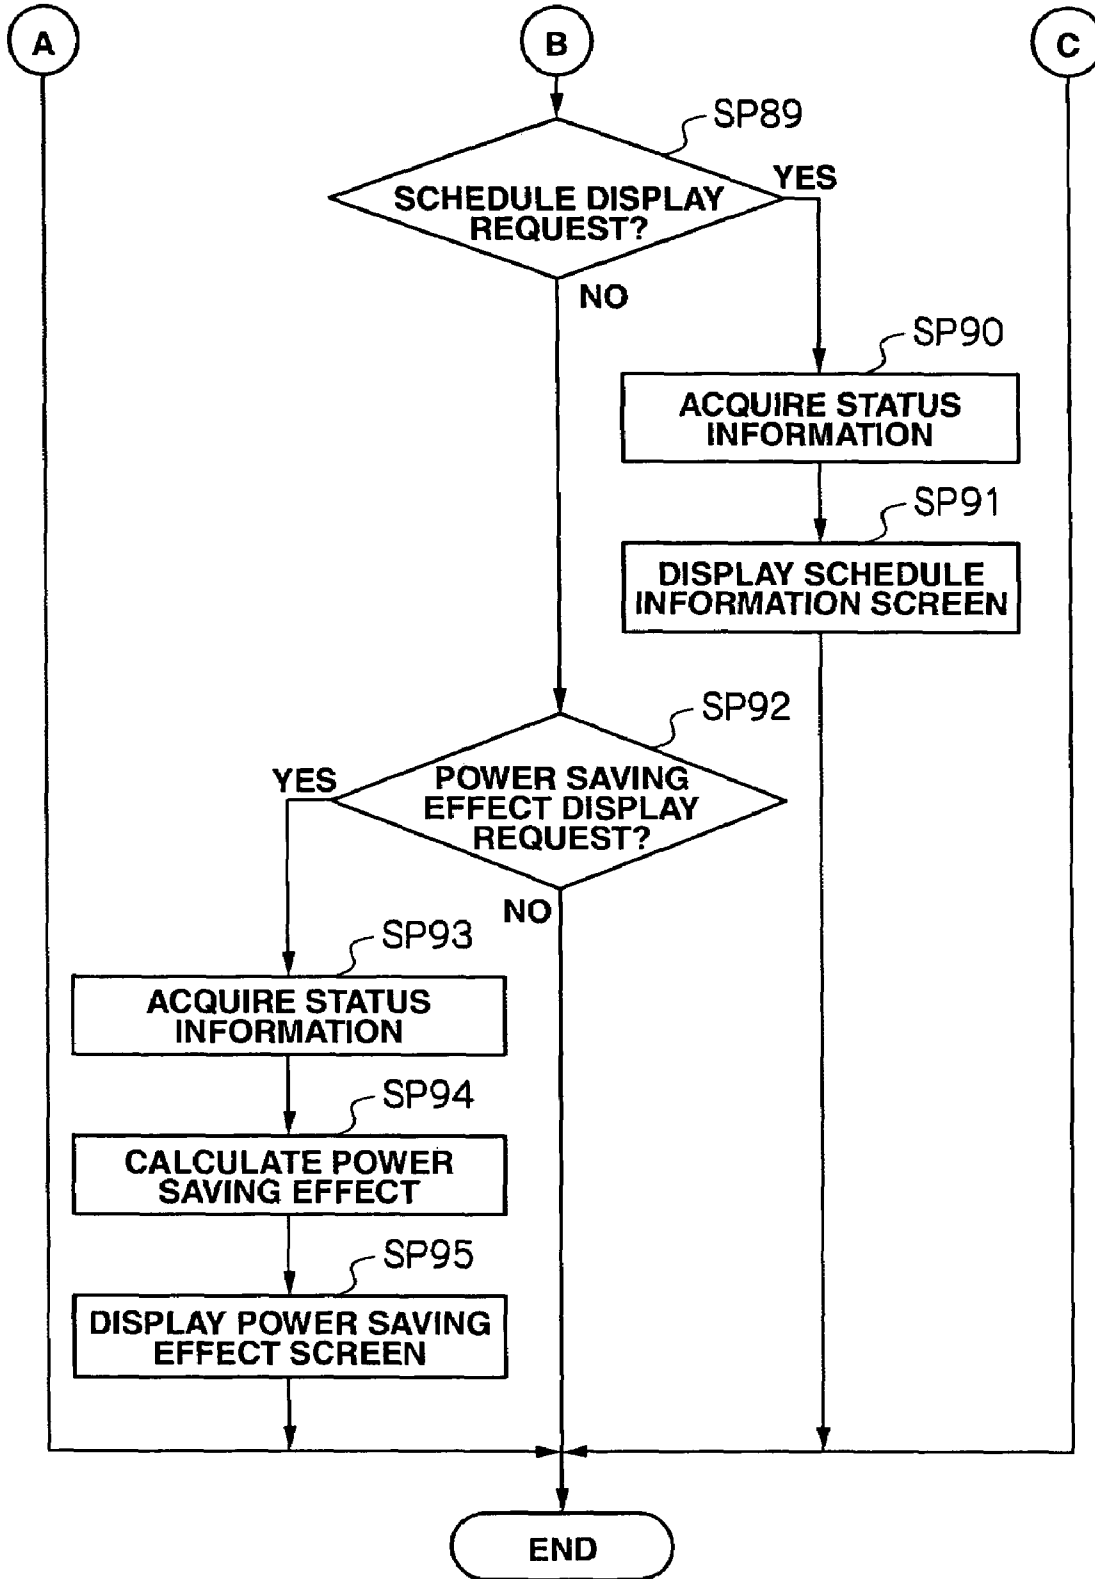 A
B
C
SP89
SCHEDULE DISPLAY
REQUEST?
YES
NO
SP90
ACQUIRE STATUS
INFORMATION
SP91
DISPLAY SCHEDULE
INFORMATION SCREEN
SP92
POWER SAVING
EFFECT DISPLAY
REQUEST?
YES
NO
SP93
ACQUIRE STATUS
INFORMATION
SP94
CALCULATE POWER
SAVING EFFECT
SP95
DISPLAY POWER SAVING
EFFECT SCREEN
END